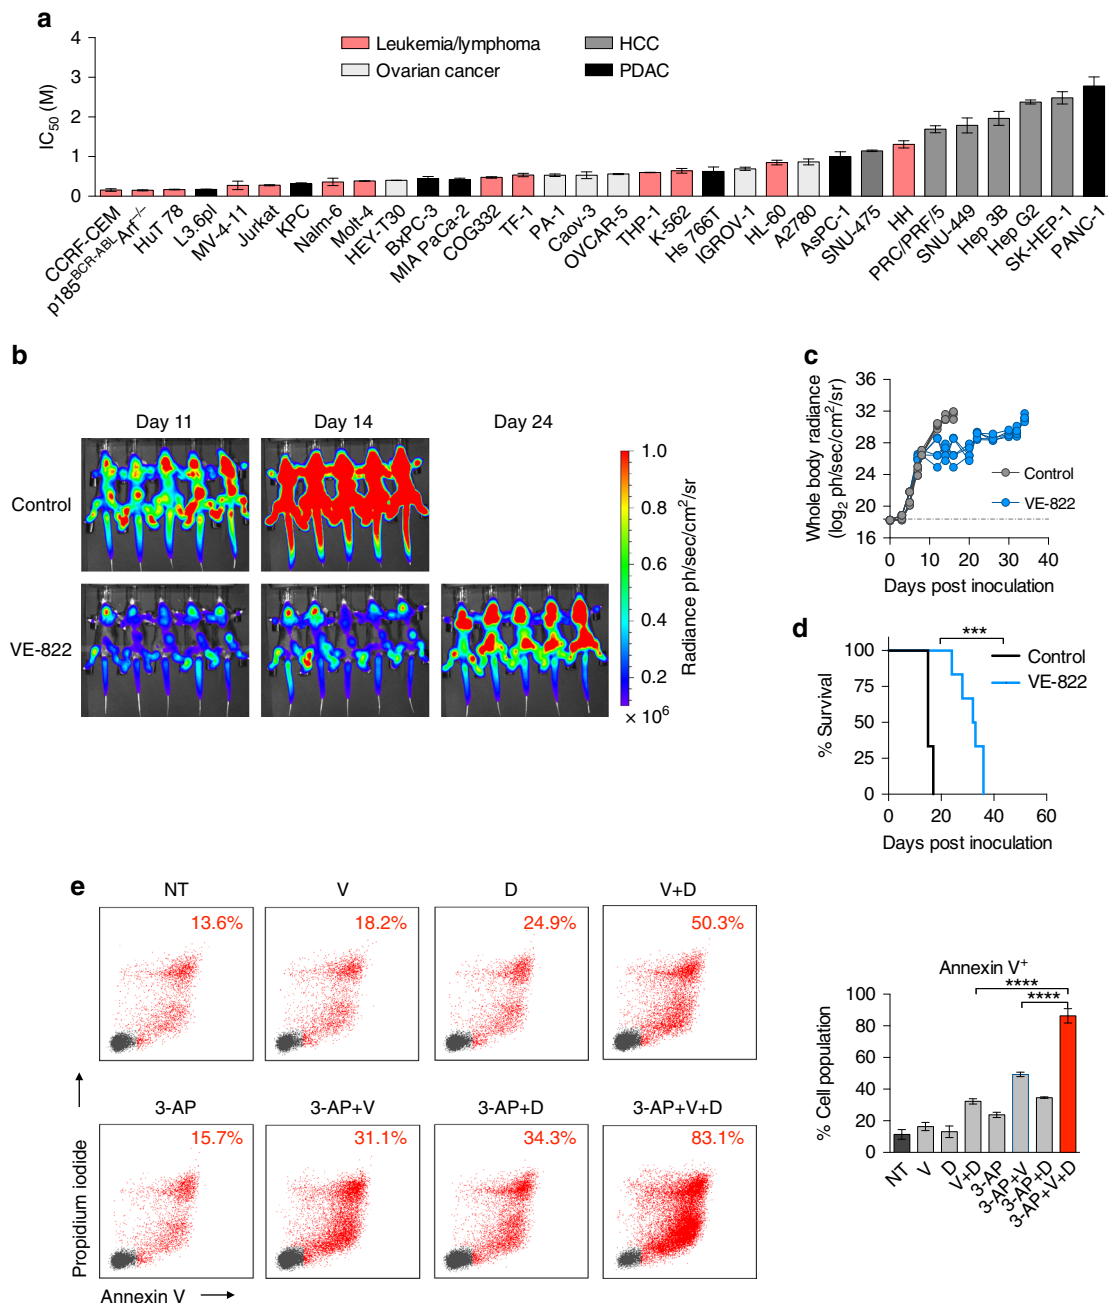 a
IC50 (M)
4
3
2
1
0
Leukemia/lymphoma
Ovarian cancer
HCC
PDAC
CCRF-CEM
p185BCR-ABL Arf−/−
HuT 78
L3.6pl
MV-4-11
Jurkat
KPC
Nalm-6
Molt-4
HEY-T30
BxPC-3
MIA PaCa-2
COG332
TF-1
PA-1
Caov-3
OVCAR-5
THP-1
K-562
Hs 766T
IGROV-1
HL-60
A2780
AsPC-1
SNU-475
HH
PRC/PRF/5
SNU-449
Hep 3B
Hep G2
SK-HEP-1
PANC-1
b
Day 11
Day 14
Day 24
Control
VE-822
1.0
0.8
0.6
0.4
0.2
× 10⁶
Radiance ph/sec/cm²/sr
c
Whole body radiance
(log₂ ph/sec/cm²/sr)
36
32
28
24
20
16
Control
VE-822
0 10 20 30 40
Days post inoculation
d
***
Control
VE-822
% Survival
100
75
50
25
0
0 20 40 60
Days post inoculation
e
NT
V
D
V+D
13.6%
18.2%
24.9%
50.3%
3-AP
3-AP+V
3-AP+D
3-AP+V+D
15.7%
31.1%
34.3%
83.1%
Propidium iodide
Annexin V
Annexin V⁺
****
****
% Cell population
100
80
60
40
20
0
NT
V
D
V+D
3-AP
3-AP+V
3-AP+D
3-AP+V+D